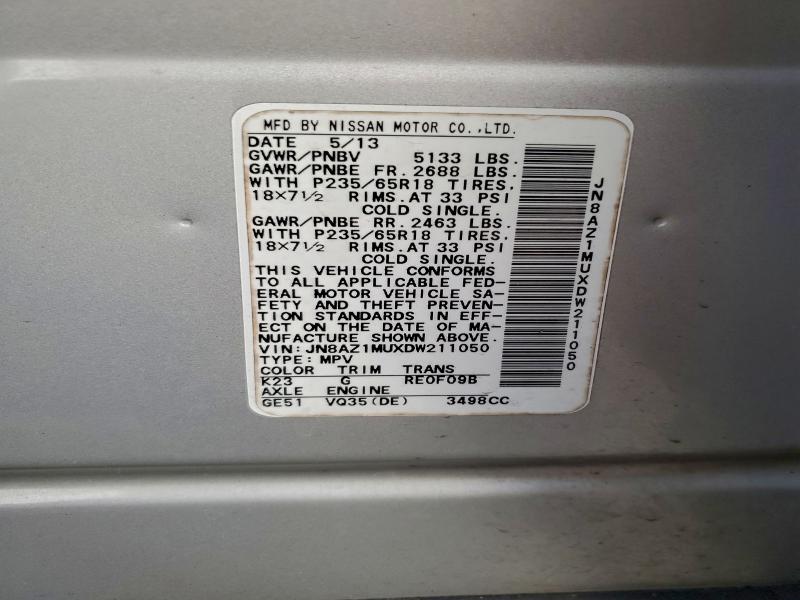 MFD BY NISSAN MOTOR CO.,LTD.
DATE 5/13
GVWR/PNBV 5133 LBS.
GAWR/PNBE FR. 2688 LBS.
WITH P235/65R18 TIRES,
18×7½ RIMS. AT 33 PSI
COLD SINGLE.
GAWR/PNBE RR. 2463 LBS.
WITH P235/65R18 TIRES,
18×7½ RIMS. AT 33 PSI
COLD SINGLE.
THIS VEHICLE CONFORMS
TO ALL APPLICABLE FED-
ERAL MOTOR VEHICLE SA-
FETY AND THEFT PREVEN-
TION STANDARDS IN EFF-
ECT ON THE DATE OF MA-
NUFACTURE SHOWN ABOVE.
VIN: JN8AZ1MUXDW211050
TYPE: MPV
COLOR TRIM TRANS
K23 G RE0F09B
AXLE ENGINE
GE51 VQ35(DE) 3498CC
JN8AZ1MUXDW211050